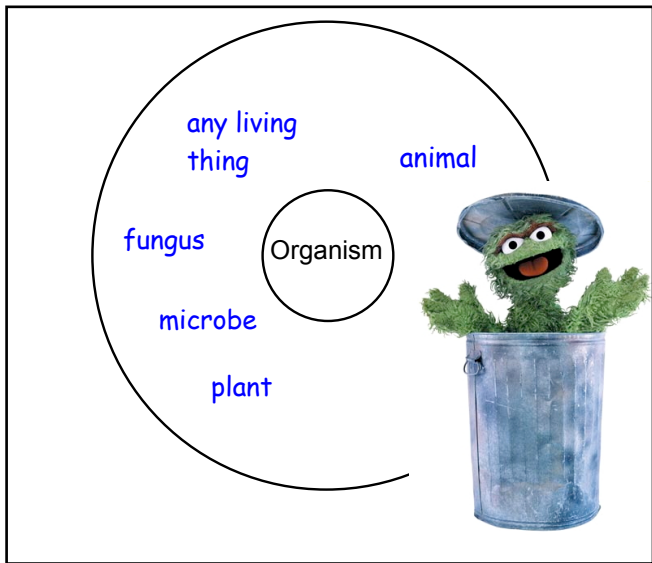 any living
thing
animal
fungus
Organism
microbe
plant